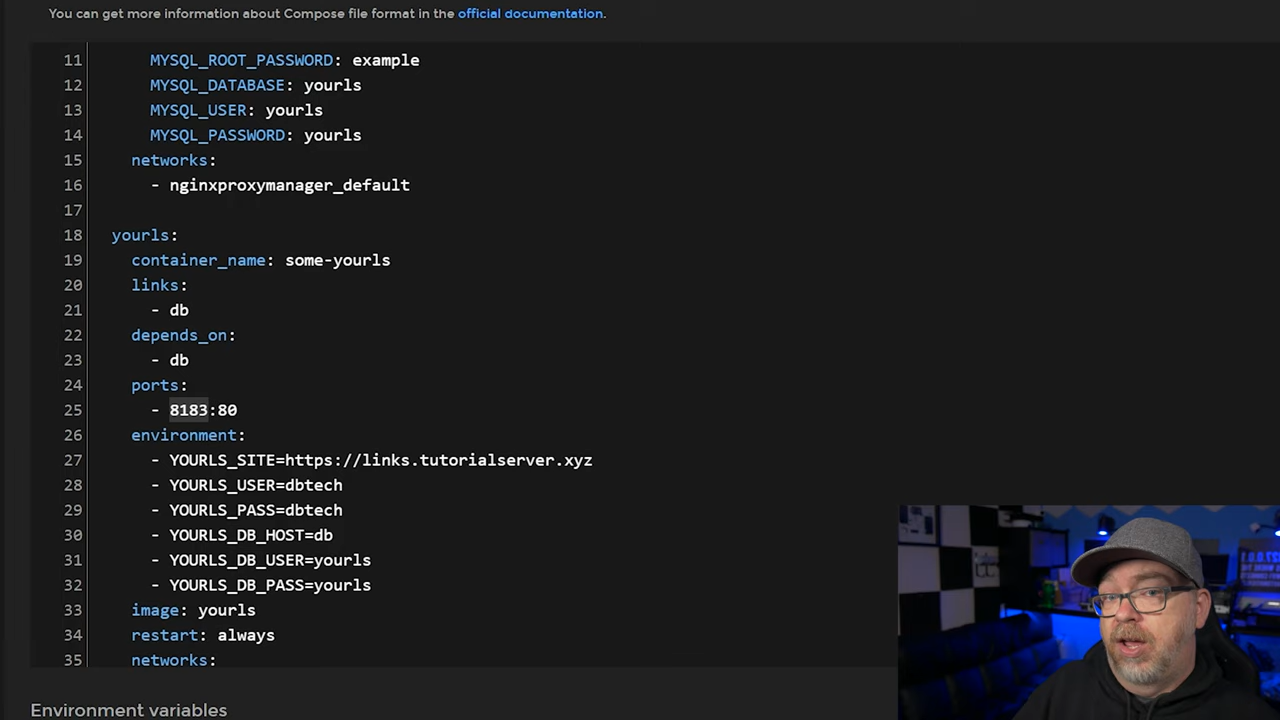 You can get more information about Compose file format in the official documentation.
11 MYSQL_ROOT_PASSWORD: example
12 MYSQL_DATABASE: yourls
13 MYSQL_USER: yourls
14 MYSQL_PASSWORD: yourls
15 networks:
16 - nginxproxymanager_default
17
18 yourls:
19 container_name: some-yourls
20 links:
21 - db
22 depends_on:
23 - db
24 ports:
25 - 8183:80
26 environment:
27 - YOURLS_SITE=https://links.tutorialserver.xyz
28 - YOURLS_USER=dbtech
29 - YOURLS_PASS=dbtech
30 - YOURLS_DB_HOST=db
31 - YOURLS_DB_USER=yourls
32 - YOURLS_DB_PASS=yourls
33 image: yourls
34 restart: always
35 networks:
Environment variables